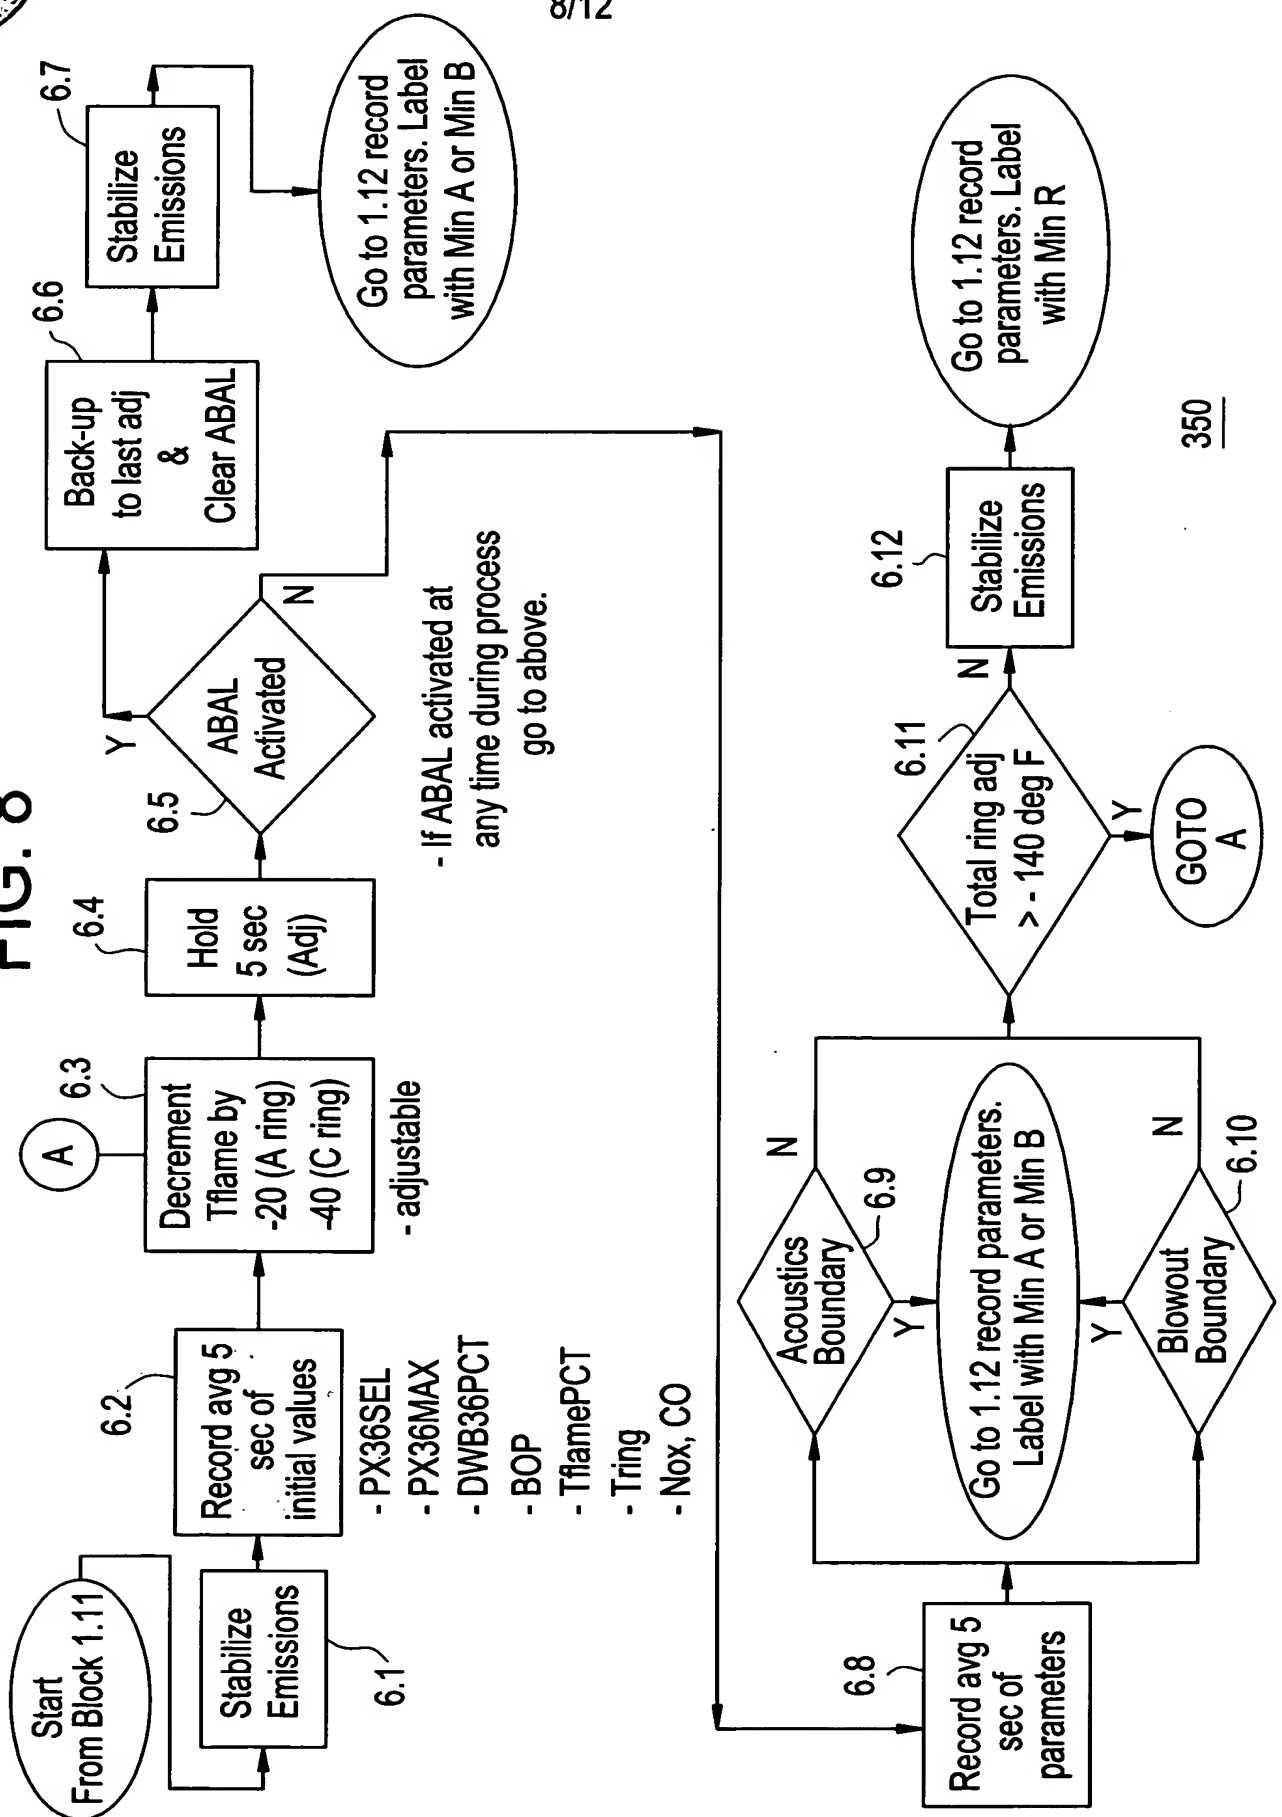 8/12
FIG. 8
Start
From Block 1.11
Stabilize
Emissions
6.1
6.2
Record avg 5
sec of
initial values
- PX36SEL
- PX36MAX
- DWB36PCT
- BOP
- TflamePCT
- Tring
- Nox, CO
A
6.3
Decrement
Tflame by
-20 (A ring)
-40 (C ring)
- adjustable
6.4
Hold
5 sec
(Adj)
6.5
ABAL
Activated
Y
N
- If ABAL activated at
any time during process
go to above.
6.6
Back-up
to last adj
&
Clear ABAL
6.7
Stabilize
Emissions
Go to 1.12 record
parameters. Label
with Min A or Min B
6.8
Record avg 5
sec of
parameters
Acoustics
Boundary
6.9
N
Y
Go to 1.12 record parameters.
Label with Min A or Min B
Y
Blowout
Boundary
N
6.10
6.11
Total ring adj
> - 140 deg F
N
Y
GOTO
A
6.12
Stabilize
Emissions
Go to 1.12 record
parameters. Label
with Min R
350